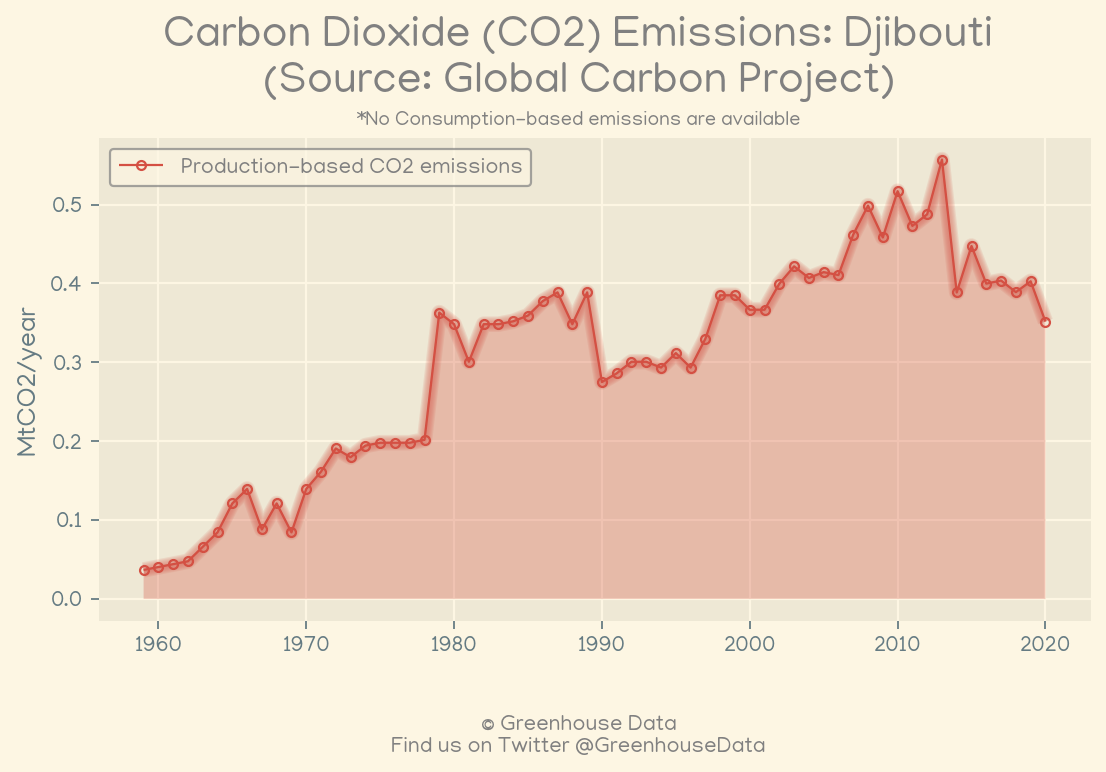 Carbon Dioxide (CO2) Emissions: Djibouti
(Source: Global Carbon Project)
*No Consumption-based emissions are available
Production-based CO2 emissions
MtCO2/year
0.5
0.4
0.3
0.2
0.1
0.0
1960 1970 1980 1990 2000 2010 2020
© Greenhouse Data
Find us on Twitter @GreenhouseData